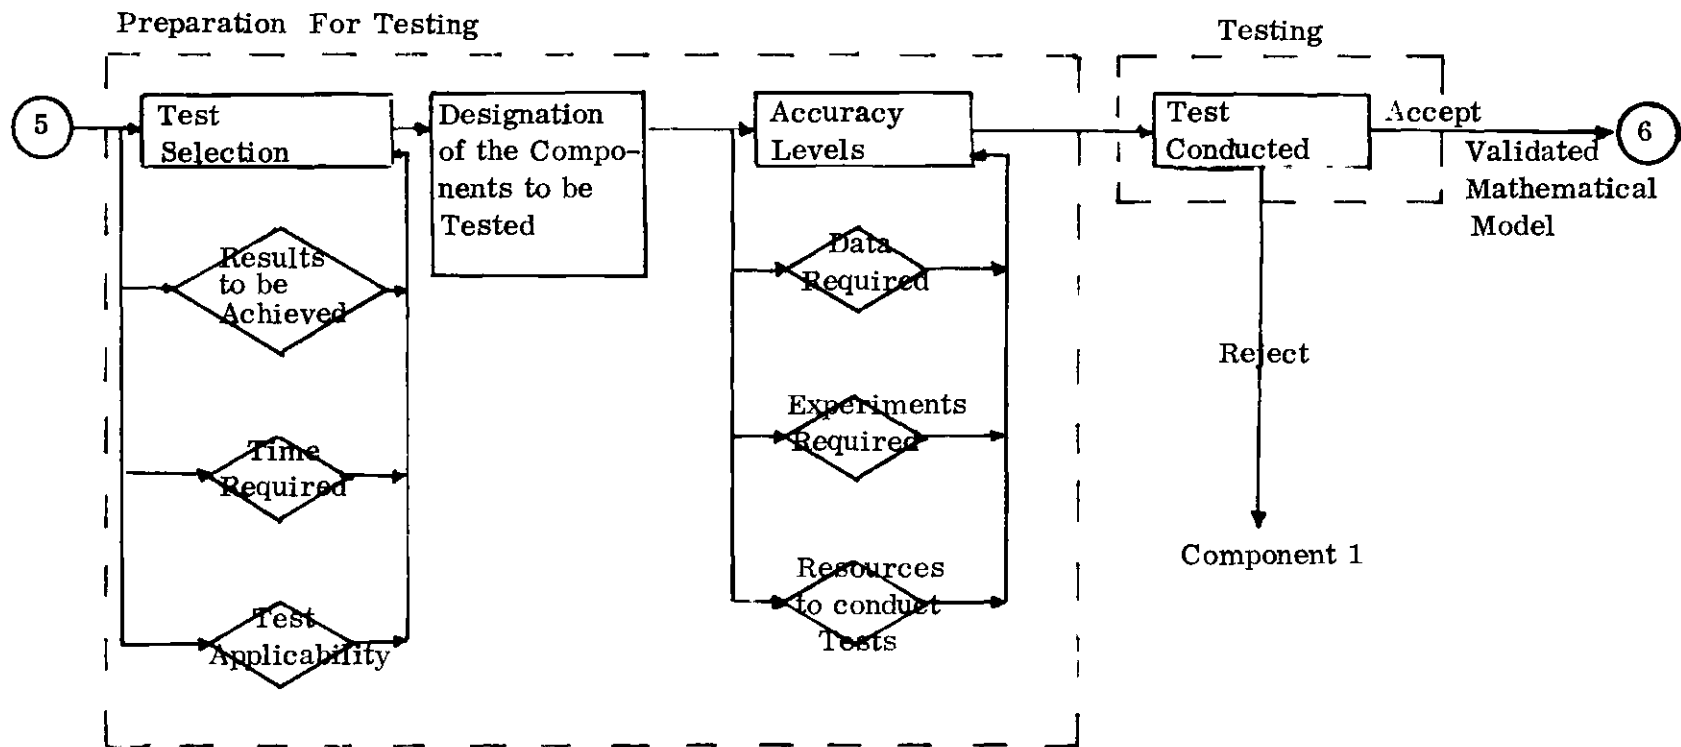 Preparation For Testing
Testing
5
Test
Selection
Designation
of the Compo-
nents to be
Tested
Accuracy
Levels
Test
Conducted
Accept
6
Validated
Mathematical
Model
Results
to be
Achieved
Data
Required
Reject
Time
Required
Experiments
Required
Component 1
Test
Applicability
Resources
to conduct
Tests